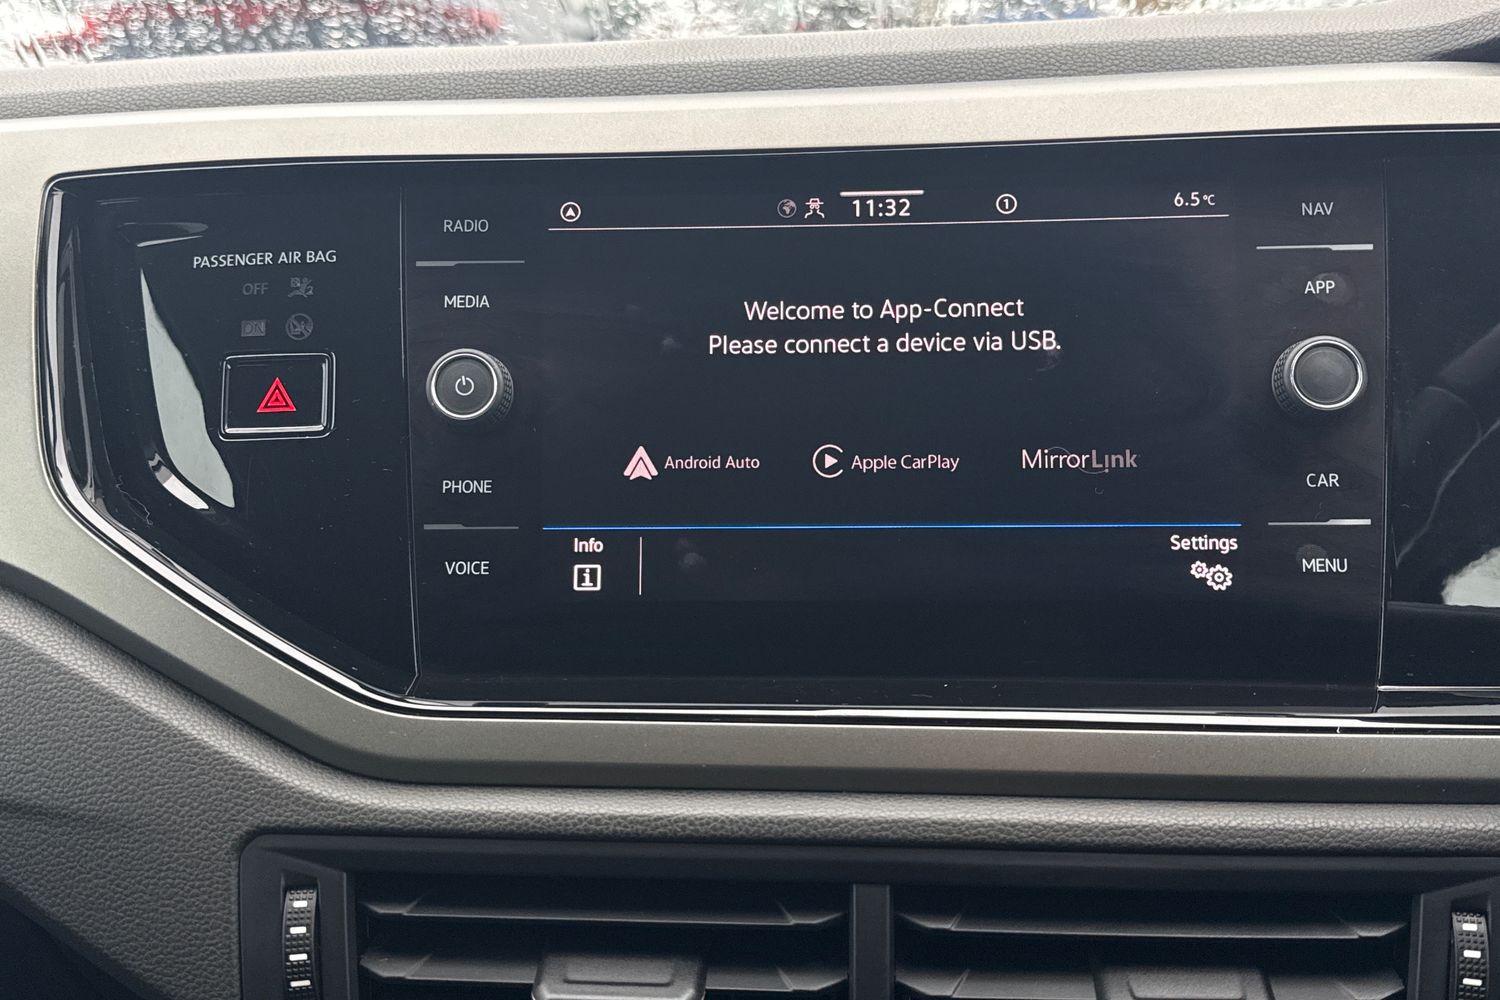 PASSENGER AIR BAG
OFF
ON
RADIO
MEDIA
PHONE
VOICE
11:32
1
6.5°C
Welcome to App-Connect
Please connect a device via USB.
Android Auto
Apple CarPlay
MirrorLink
Info
Settings
NAV
APP
CAR
MENU